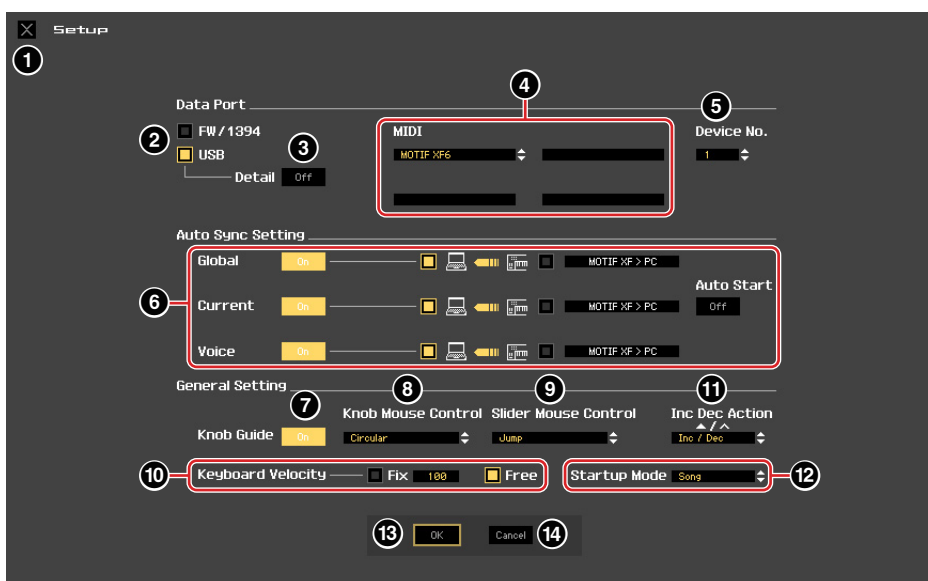 Setup
1
4
Data Port
5
2
FW/1394
MIDI
Device No.
3
USB
MOTIF XF6
1
Detail
Off
Auto Sync Setting
Global
On
MOTIF XF > PC
Auto Start
6
Current
On
MOTIF XF > PC
Off
Voice
On
MOTIF XF > PC
General Setting
7
8
9
11
Knob Mouse Control
Slider Mouse Control
Inc Dec Action
▲/^
Knob Guide
On
Circular
Jump
Inc / Dec
10
Keyboard Velocity
Fix
100
Free
Startup Mode
Song
12
13
OK
Cancel
14